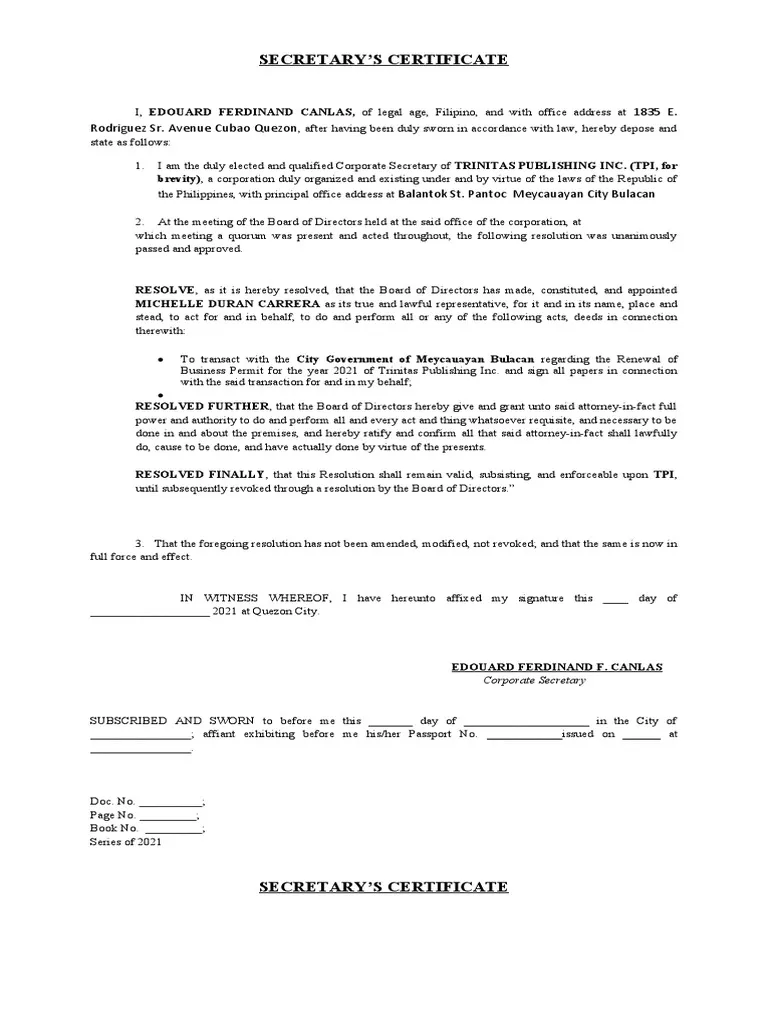 SECRETARY'S CERTIFICATE
I, EDOUARD FERDINAND CANLAS, of legal age, Filipino, and with office address at 1835 E.
Rodriguez Sr. Avenue Cubao Quezon, after having been duly sworn in accordance with law, hereby depose and
state as follows:
1. I am the duly elected and qualified Corporate Secretary of TRINITAS PUBLISHING INC. (TPI, for
brevity), a corporation duly organized and existing under and by virtue of the laws of the Republic of
the Philippines, with principal office address at Balantok St. Pantoc Meycauayan City Bulacan
2. At the meeting of the Board of Directors held at the said office of the corporation, at
which meeting a quorum was present and acted throughout, the following resolution was unanimously
passed and approved.
RESOLVE, as it is hereby resolved, that the Board of Directors has made, constituted, and appointed
MICHELLE DURAN CARRERA as its true and lawful representative, for it and in its name, place and
stead, to act for and in behalf, to do and perform all or any of the following acts, deeds in connection
therewith:
• To transact with the City Government of Meycauayan Bulacan regarding the Renewal of
Business Permit for the year 2021 of Trinitas Publishing Inc. and sign all papers in connection
with the said transaction for and in my behalf;
•
RESOLVED FURTHER, that the Board of Directors hereby give and grant unto said attorney-in-fact full
power and authority to do and perform all and every act and thing whatsoever requisite, and necessary to be
done in and about the premises, and hereby ratify and confirm all that said attorney-in-fact shall lawfully
do, cause to be done, and have actually done by virtue of the presents.
RESOLVED FINALLY, that this Resolution shall remain valid, subsisting, and enforceable upon TPI,
until subsequently revoked through a resolution by the Board of Directors."
3. That the foregoing resolution has not been amended, modified, not revoked; and that the same is now in
full force and effect.
IN WITNESS WHEREOF, I have hereunto affixed my signature this ____ day of
___________________ 2021 at Quezon City.
EDOUARD FERDINAND F. CANLAS
Corporate Secretary
SUBSCRIBED AND SWORN to before me this _______ day of ____________________ in the City of
________________; affiant exhibiting before me his/her Passport No. ____________issued on ______ at
________________.
Doc. No. __________;
Page No. _________;
Book No. _________;
Series of 2021
SECRETARY'S CERTIFICATE